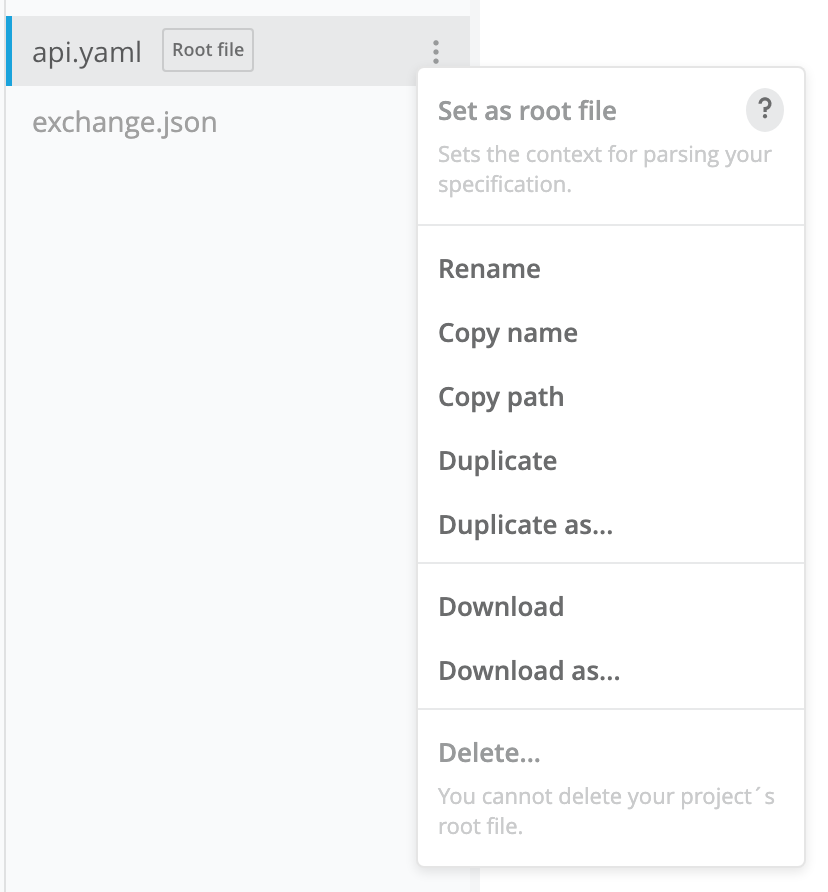 api.yaml Root file
exchange.json
Set as root file ?
Sets the context for parsing your
specification.
Rename
Copy name
Copy path
Duplicate
Duplicate as...
Download
Download as...
Delete...
You cannot delete your project´s
root file.